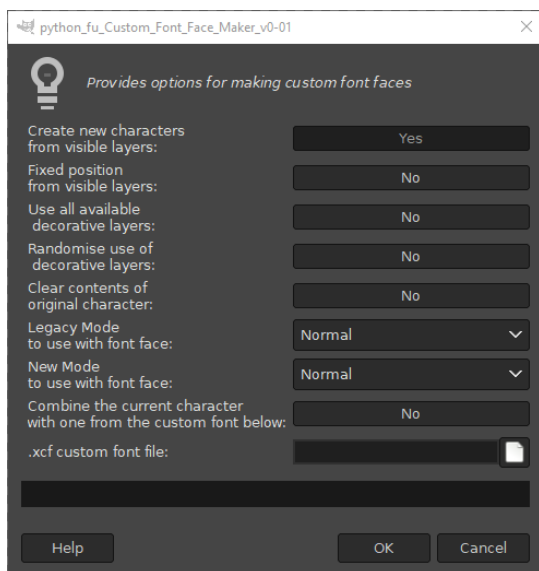 python_fu_Custom_Font_Face_Maker_v0-01
Provides options for making custom font faces
Create new characters
from visible layers:
Yes
Fixed position
from visible layers:
No
Use all available
decorative layers:
No
Randomise use of
decorative layers:
No
Clear contents of
original character:
No
Legacy Mode
to use with font face:
Normal
New Mode
to use with font face:
Normal
Combine the current character
with one from the custom font below:
No
.xcf custom font file:
Help
OK
Cancel